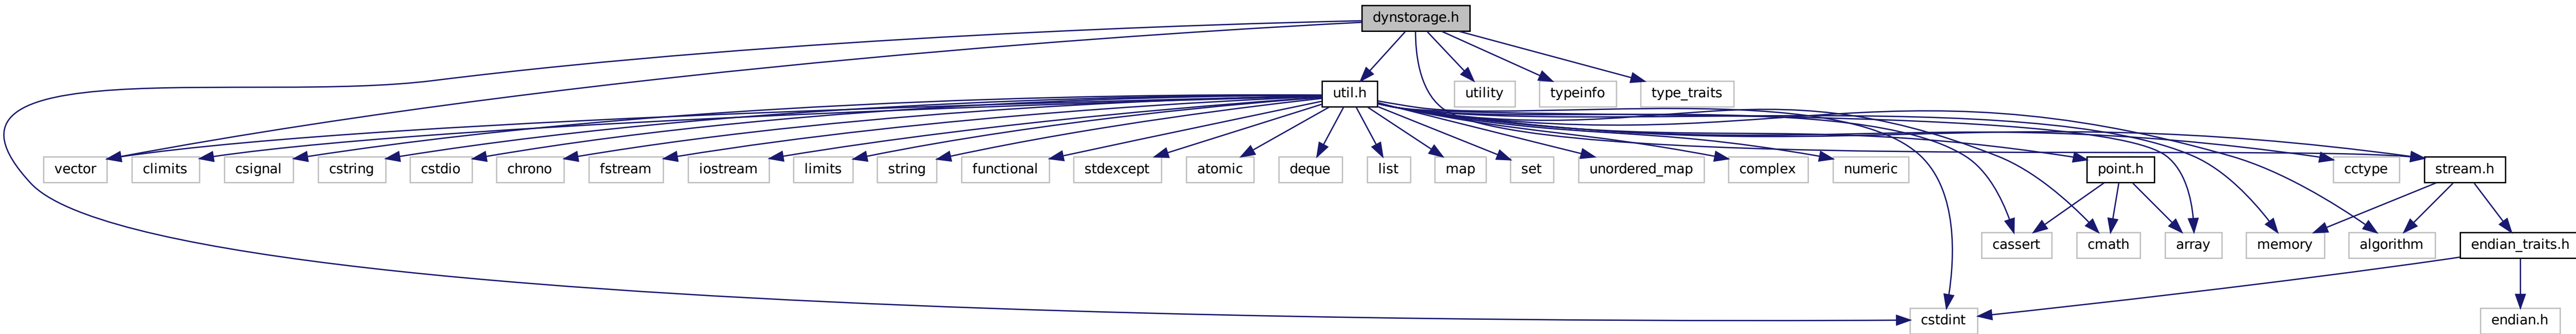 dynstorage.h
util.h
utility
typeinfo
type_traits
vector
climits
csignal
cstring
cstdio
chrono
fstream
iostream
limits
string
functional
stdexcept
atomic
deque
list
map
set
unordered_map
complex
numeric
point.h
cctype
stream.h
cassert
cmath
array
memory
algorithm
endian_traits.h
cstdint
endian.h